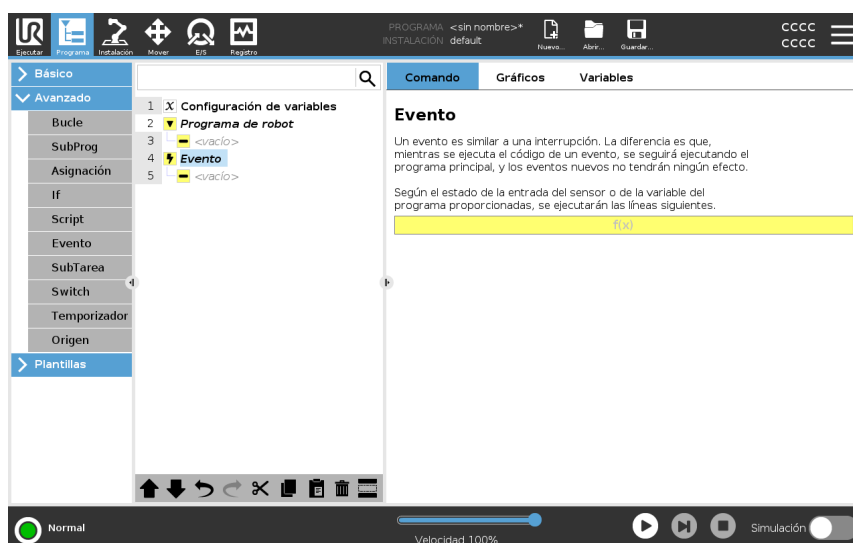 UR
Ejecutar
Programa
Instalación
Mover
E/S
Registro
PROGRAMA <sin nombre>*
INSTALACIÓN default
Nuevo...
Abrir...
Guardar...
CCCC
CCCC
Básico
Avanzado
Bucle
SubProg
Asignación
If
Script
Evento
SubTarea
Switch
Temporizador
Origen
Plantillas
1 X Configuración de variables
2 Programa de robot
3 <vacío>
4 Evento
5 <vacío>
Comando Gráficos Variables
Evento
Un evento es similar a una interrupción. La diferencia es que,
mientras se ejecuta el código de un evento, se seguirá ejecutando el
programa principal, y los eventos nuevos no tendrán ningún efecto.
Según el estado de la entrada del sensor o de la variable del
programa proporcionadas, se ejecutarán las líneas siguientes.
f(x)
Normal
Velocidad 100%
Simulación